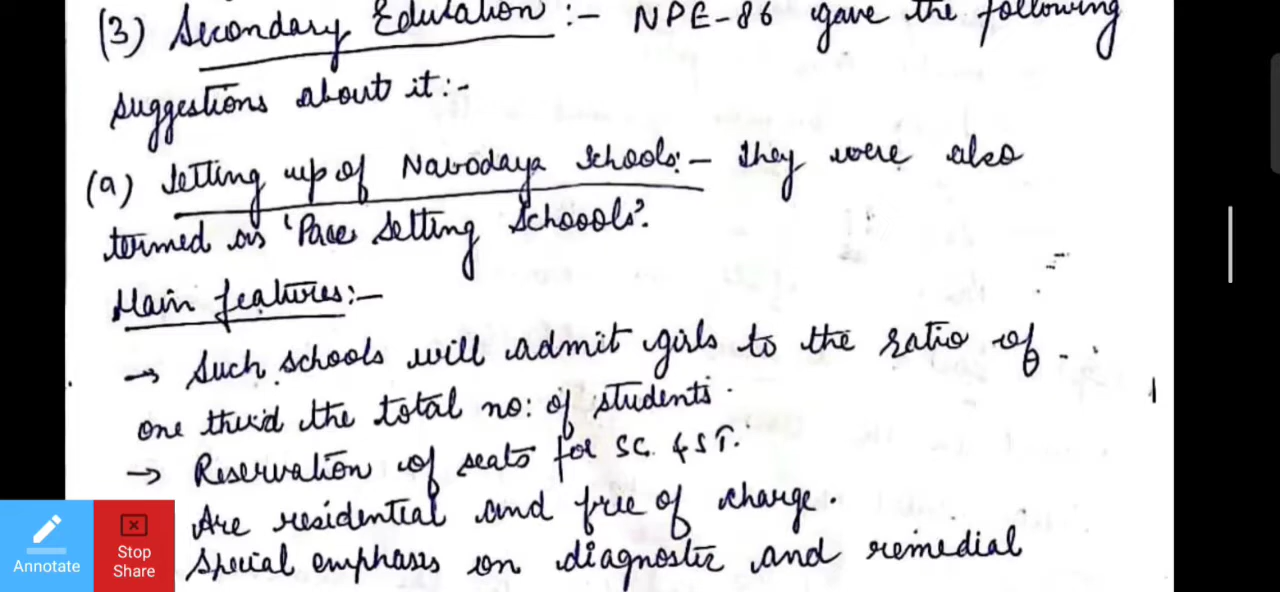 (3) Secondary Education :- NPE-86 gave the following
suggestions about it:-
(a) Setting up of Navodaya Schools:- They were also
termed as 'Pace Setting Schoools'.
Main features:-
→ Such schools will admit girls to the ratio of
one third the total no: of students.
→ Reservation of seats for SC & ST.
Are residential and free of charge.
Special emphasis on diagnostic and remedial
Annotate
Stop
Share